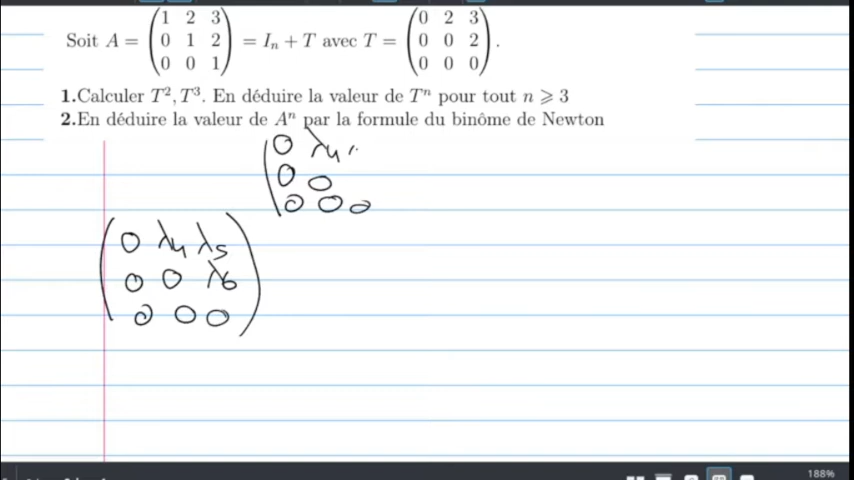 Soit A = (1 2 3 ; 0 1 2 ; 0 0 1) = Iₙ + T avec T = (0 2 3 ; 0 0 2 ; 0 0 0).
1.Calculer T², T³. En déduire la valeur de Tⁿ pour tout n ⩾ 3
2.En déduire la valeur de Aⁿ par la formule du binôme de Newton
0 λ₄
0 0
0 0 0
0 λ₄ λ₅
0 0 λ₆
0 0 0
188%